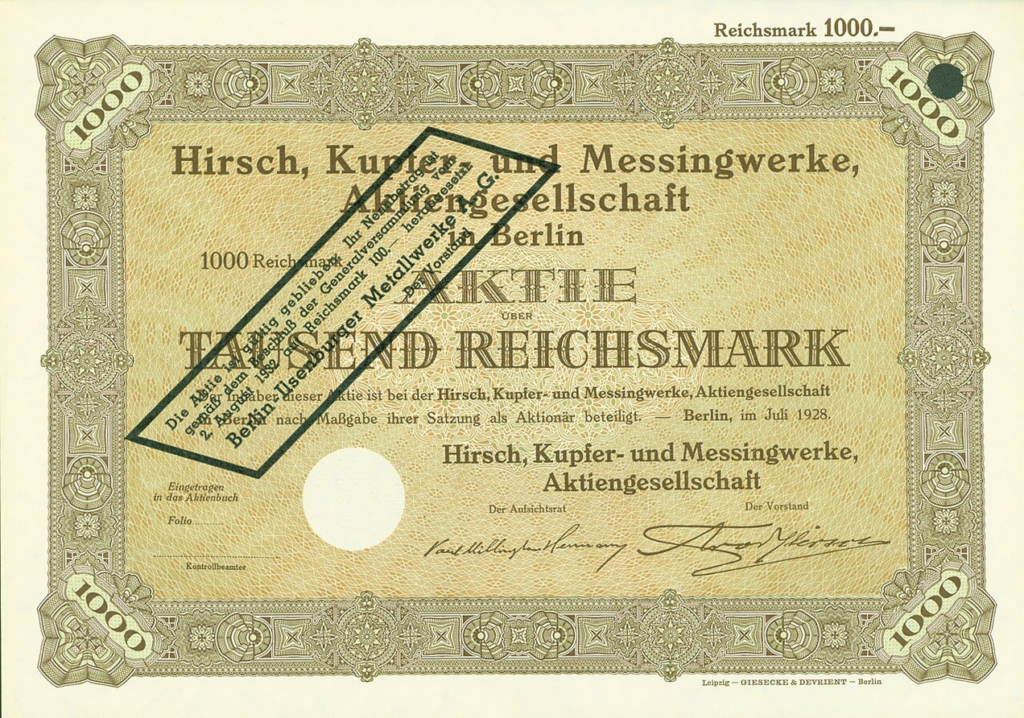 Reichsmark 1000.—
1000
1000
Hirsch, Kupfer- und Messingwerke,
Aktiengesellschaft
in Berlin
1000 Reichsmark
AKTIE
ÜBER
TAUSEND REICHSMARK
Der Inhaber dieser Aktie ist bei der Hirsch, Kupfer- und Messingwerke, Aktiengesellschaft
in Berlin nach Maßgabe ihrer Satzung als Aktionär beteiligt. — Berlin, im Juli 1928.
Die Aktie ist gültig geblieben. Ihr Nennbetrag ist
gemäß dem Beschluß der Generalversammlung vom
2. August 1932 auf Reichsmark 100.— herabgesetzt
Berlin-Ilsenburger Metallwerke A.-G.
Der Vorstand
Hirsch, Kupfer- und Messingwerke,
Aktiengesellschaft
Der Aufsichtsrat
Der Vorstand
Eingetragen
in das Aktienbuch
Folio..........
Kontrollbeamter
1000
1000
Leipzig — GIESECKE & DEVRIENT — Berlin